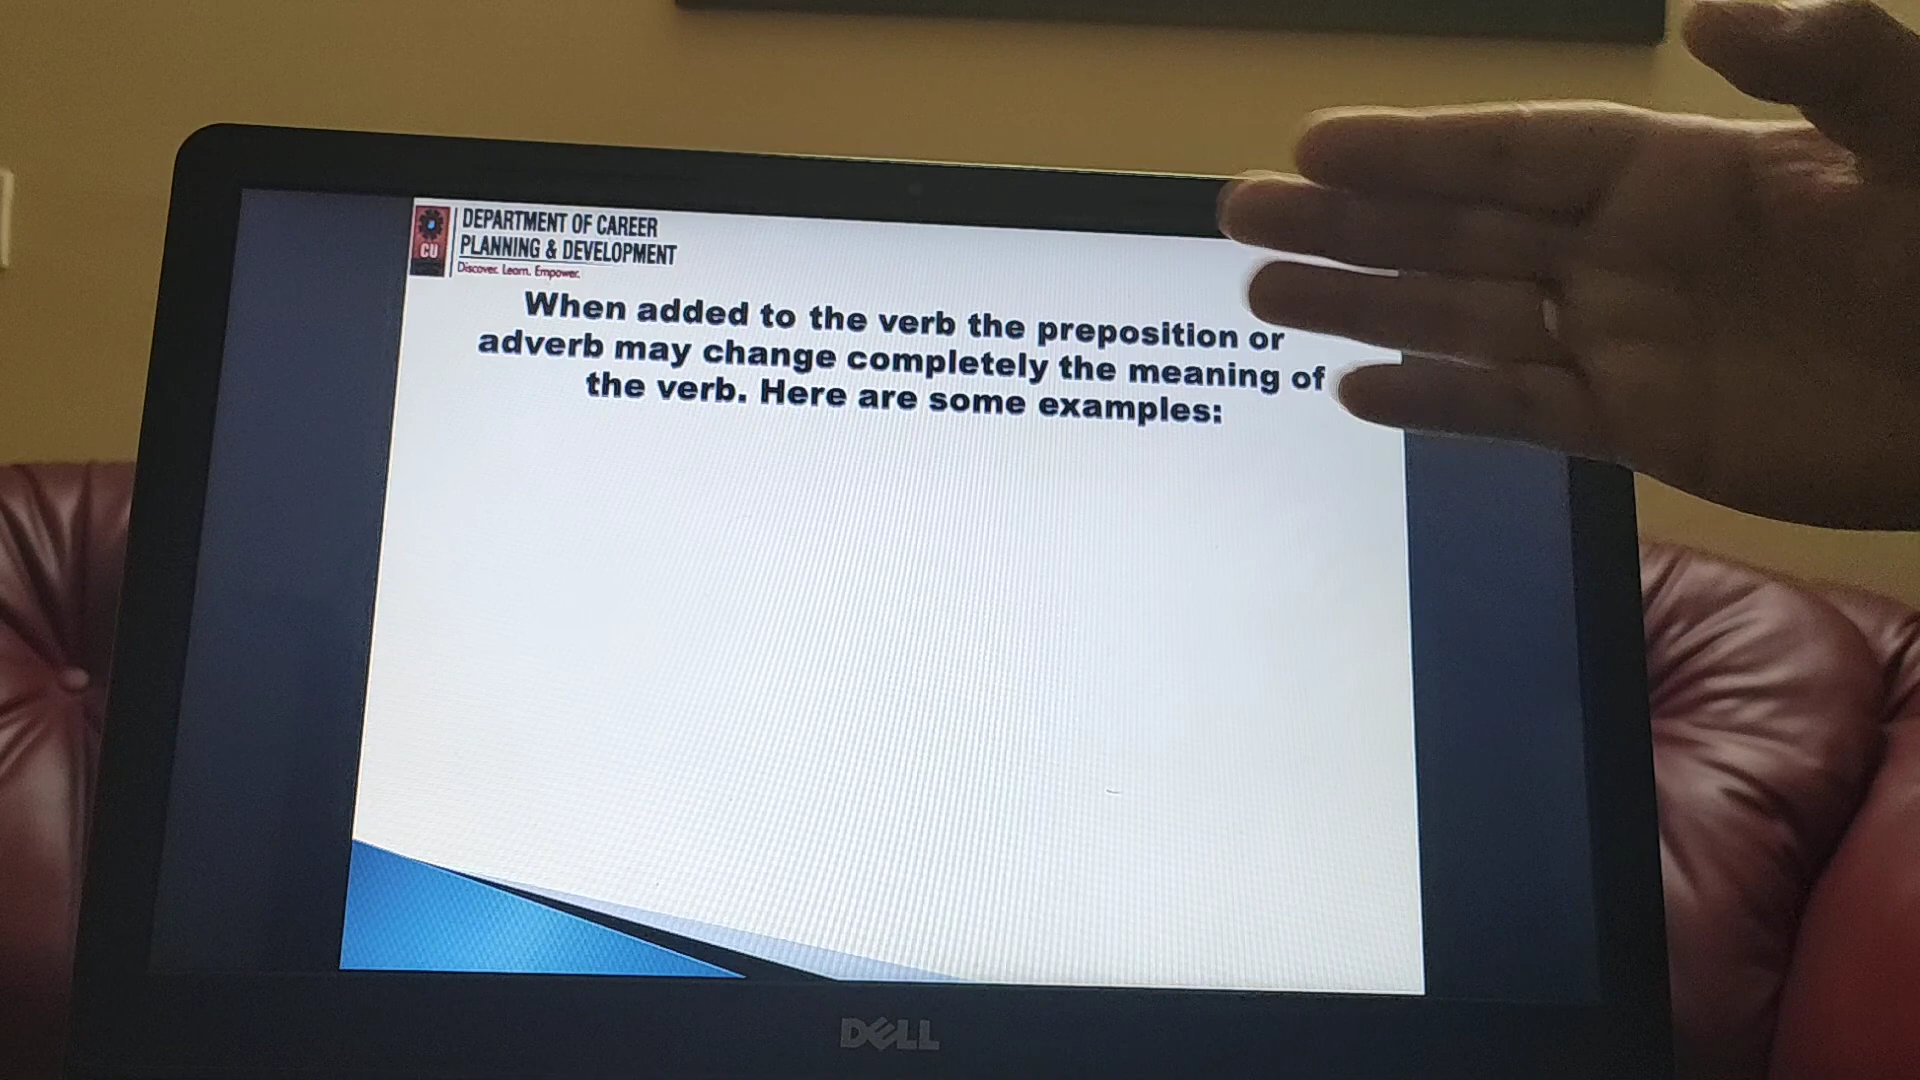 DEPARTMENT OF CAREER
PLANNING & DEVELOPMENT
CU
Discover. Learn. Empower.
When added to the verb the preposition or
adverb may change completely the meaning of
the verb. Here are some examples:
DELL